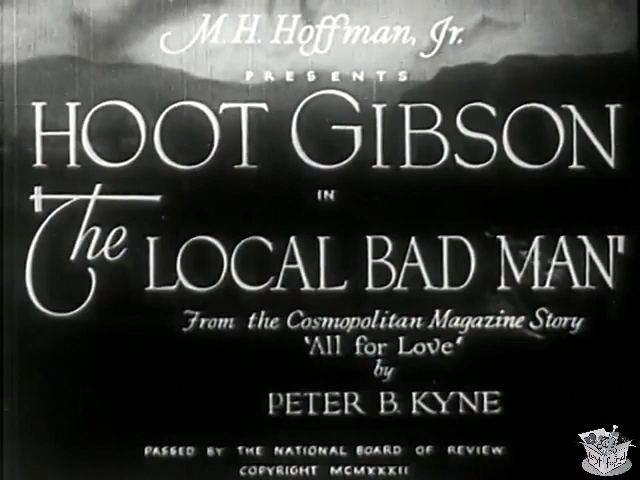 M.H. Hoffman, Jr.
PRESENTS
HOOT GIBSON
IN
The LOCAL BAD MAN"
From the Cosmopolitan Magazine Story
'All for Love'
by
PETER B. KYNE
PASSED BY THE NATIONAL BOARD OF REVIEW
COPYRIGHT MCMXXXII